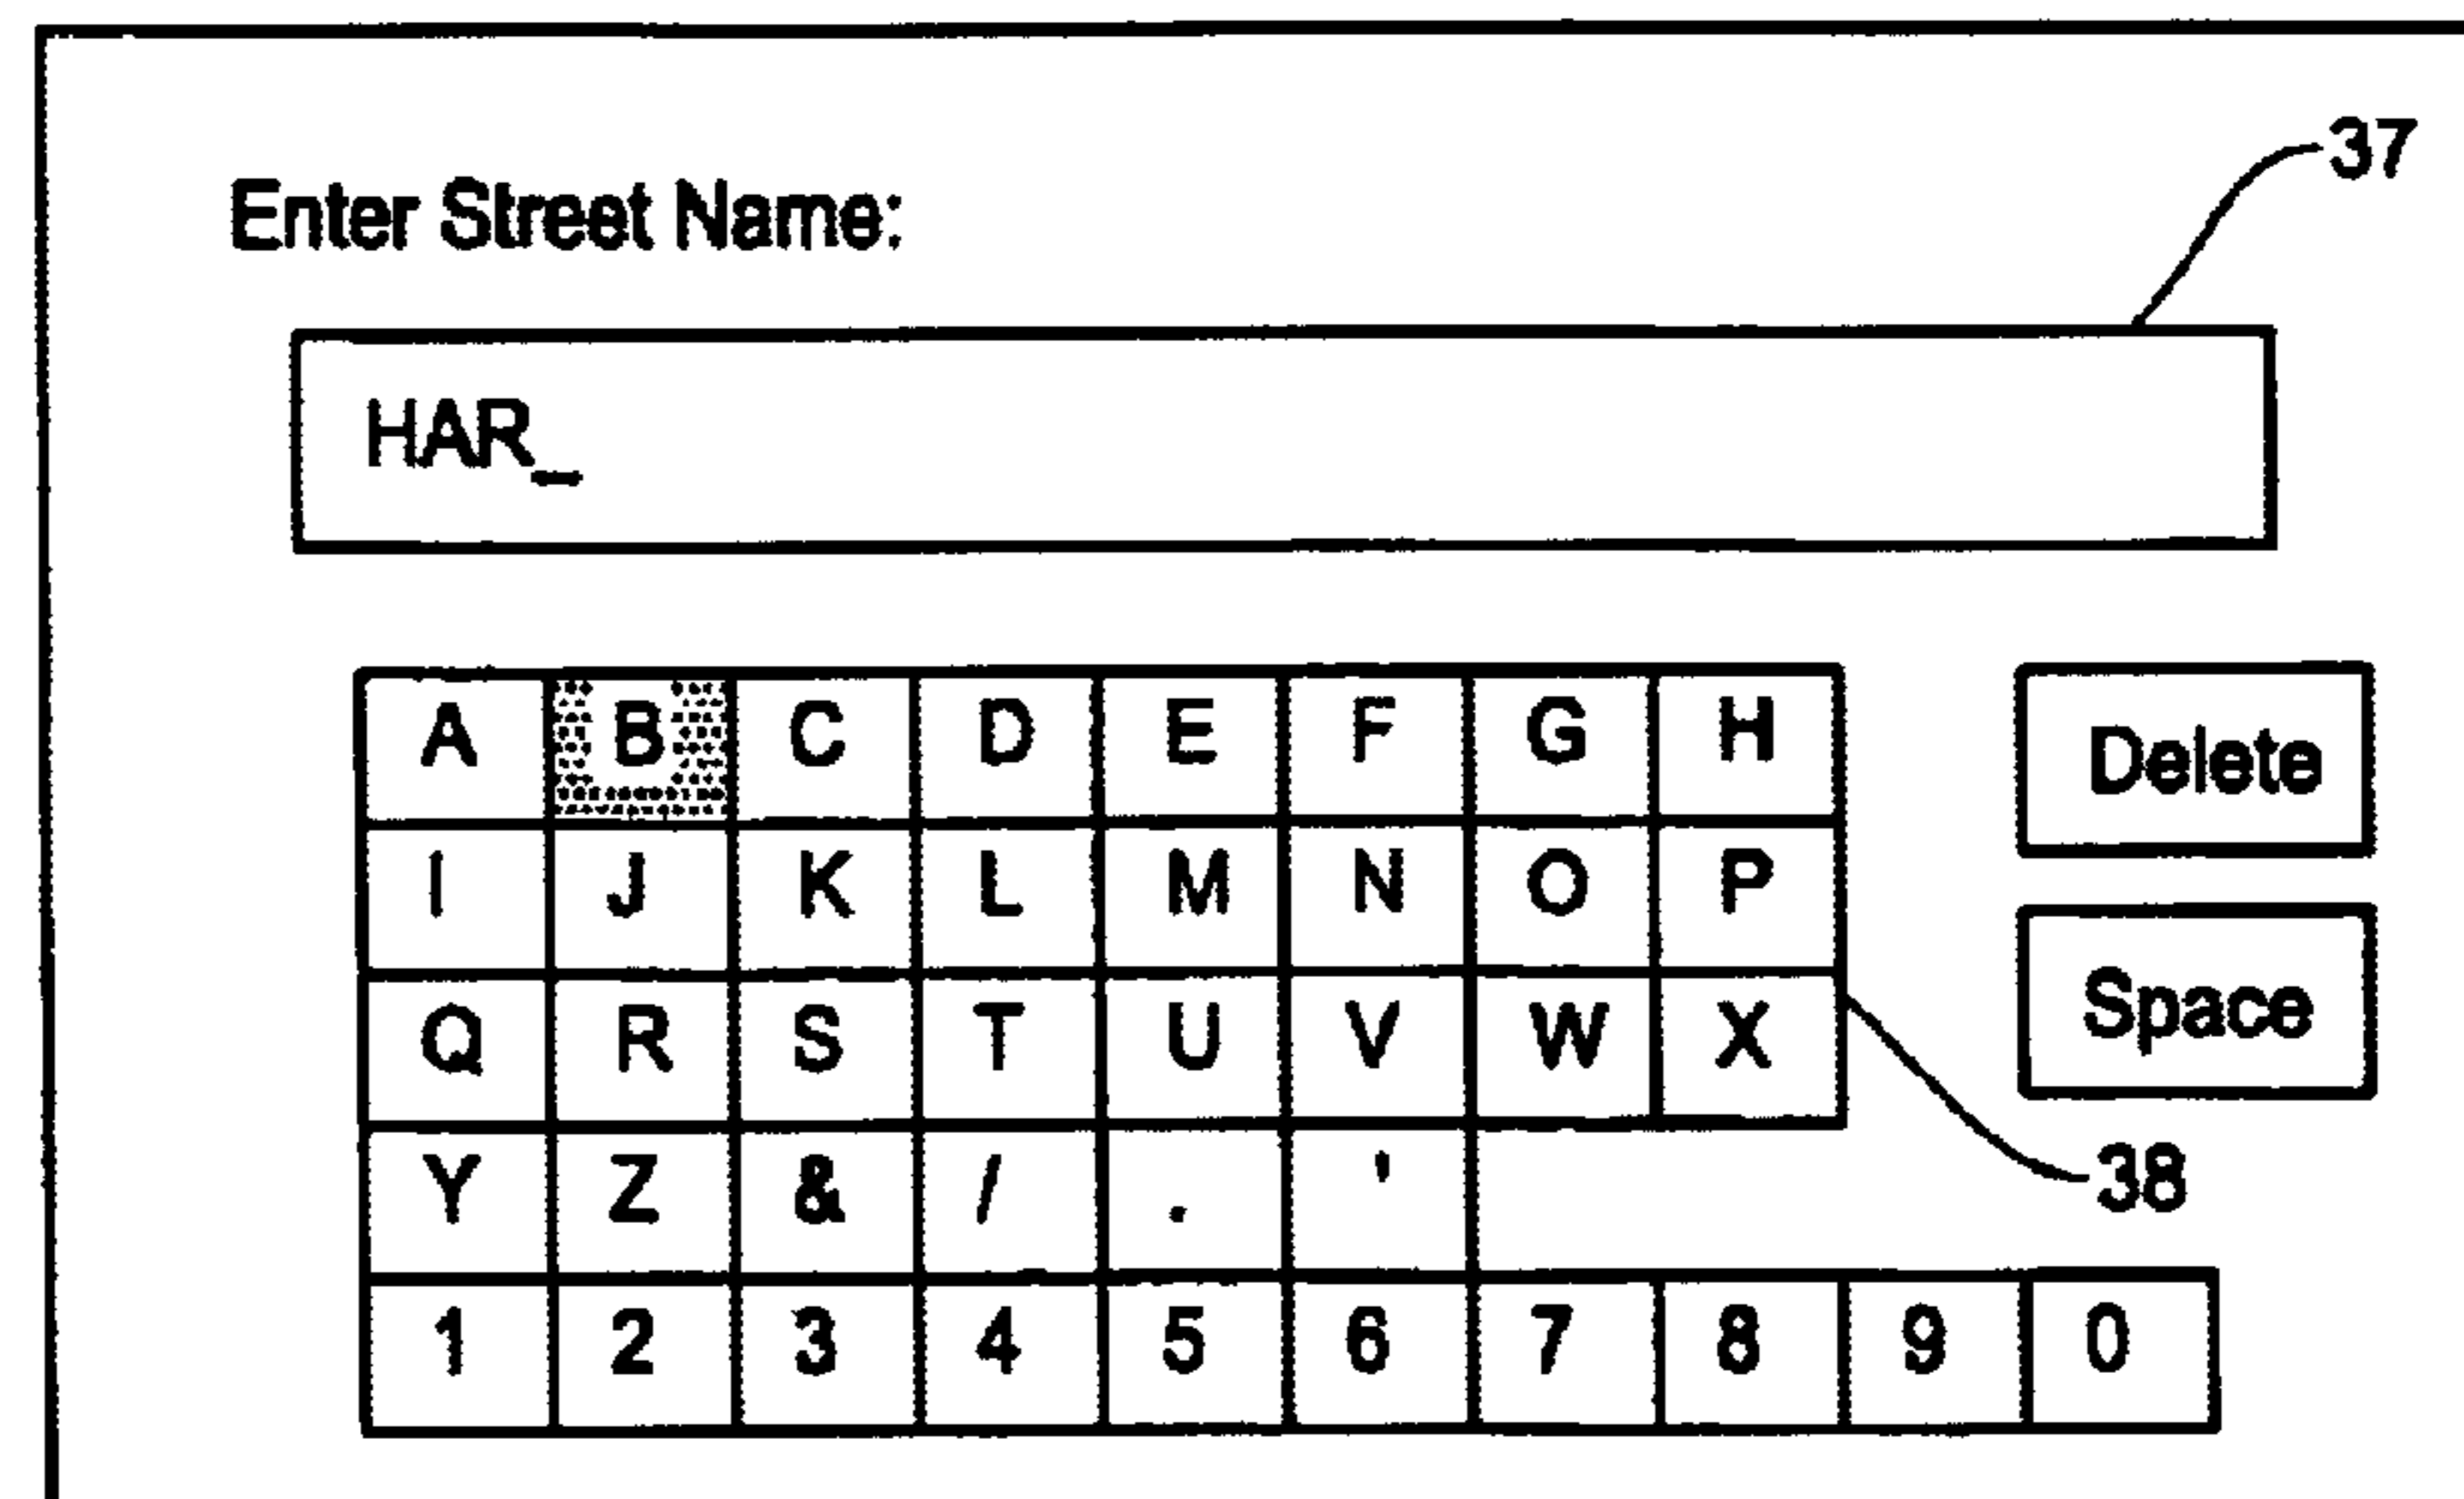 37
Enter Street Name:
HAR_
A B C D E F G H
Delete
I J K L M N O P
Q R S T U V W X
Space
Y Z & / . '
38
1 2 3 4 5 6 7 8 9 0